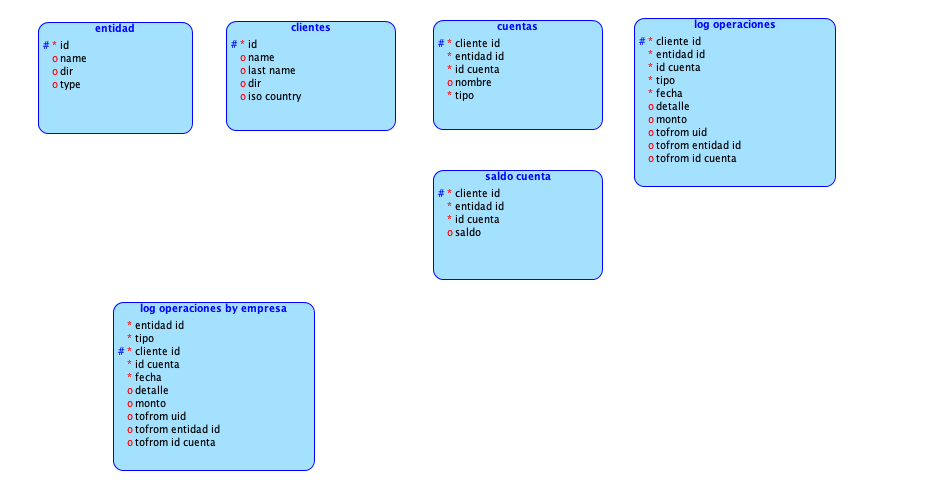 entidad
# * id
o name
o dir
o type
clientes
# * id
o name
o last name
o dir
o iso country
cuentas
# * cliente id
* entidad id
* id cuenta
o nombre
* tipo
log operaciones
# * cliente id
* entidad id
* id cuenta
* tipo
* fecha
o detalle
o monto
o tofrom uid
o tofrom entidad id
o tofrom id cuenta
saldo cuenta
# * cliente id
* entidad id
* id cuenta
o saldo
log operaciones by empresa
* entidad id
* tipo
# * cliente id
* id cuenta
* fecha
o detalle
o monto
o tofrom uid
o tofrom entidad id
o tofrom id cuenta